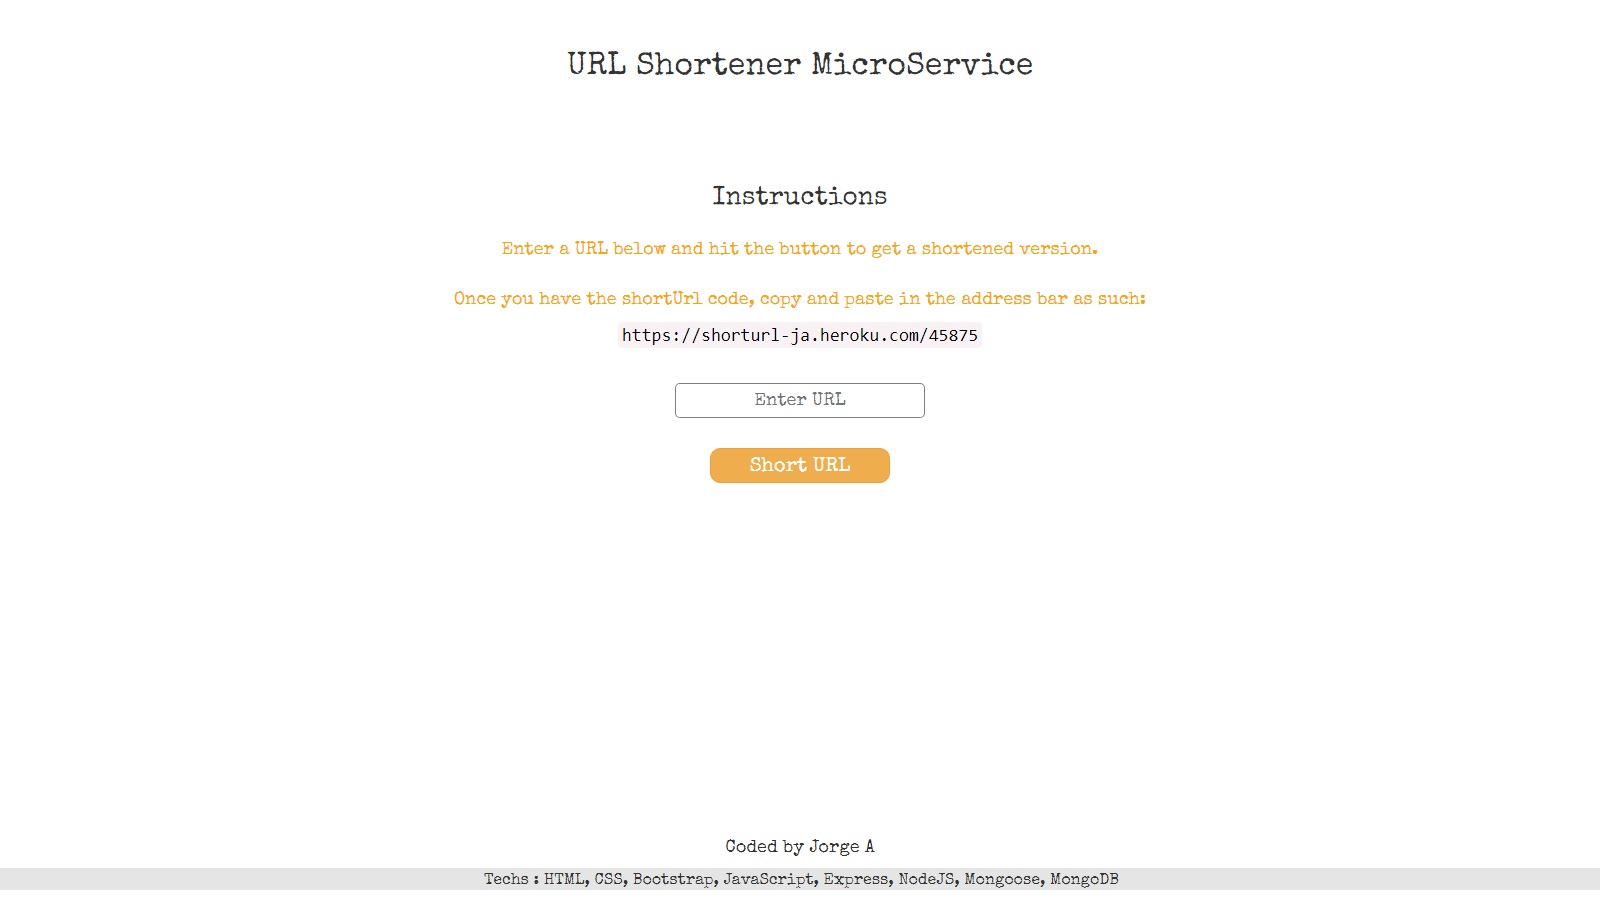 URL Shortener MicroService
Instructions
Enter a URL below and hit the button to get a shortened version.
Once you have the shortUrl code, copy and paste in the address bar as such:
https://shorturl-ja.heroku.com/45875
Enter URL
Short URL
Coded by Jorge A
Techs : HTML, CSS, Bootstrap, JavaScript, Express, NodeJS, Mongoose, MongoDB